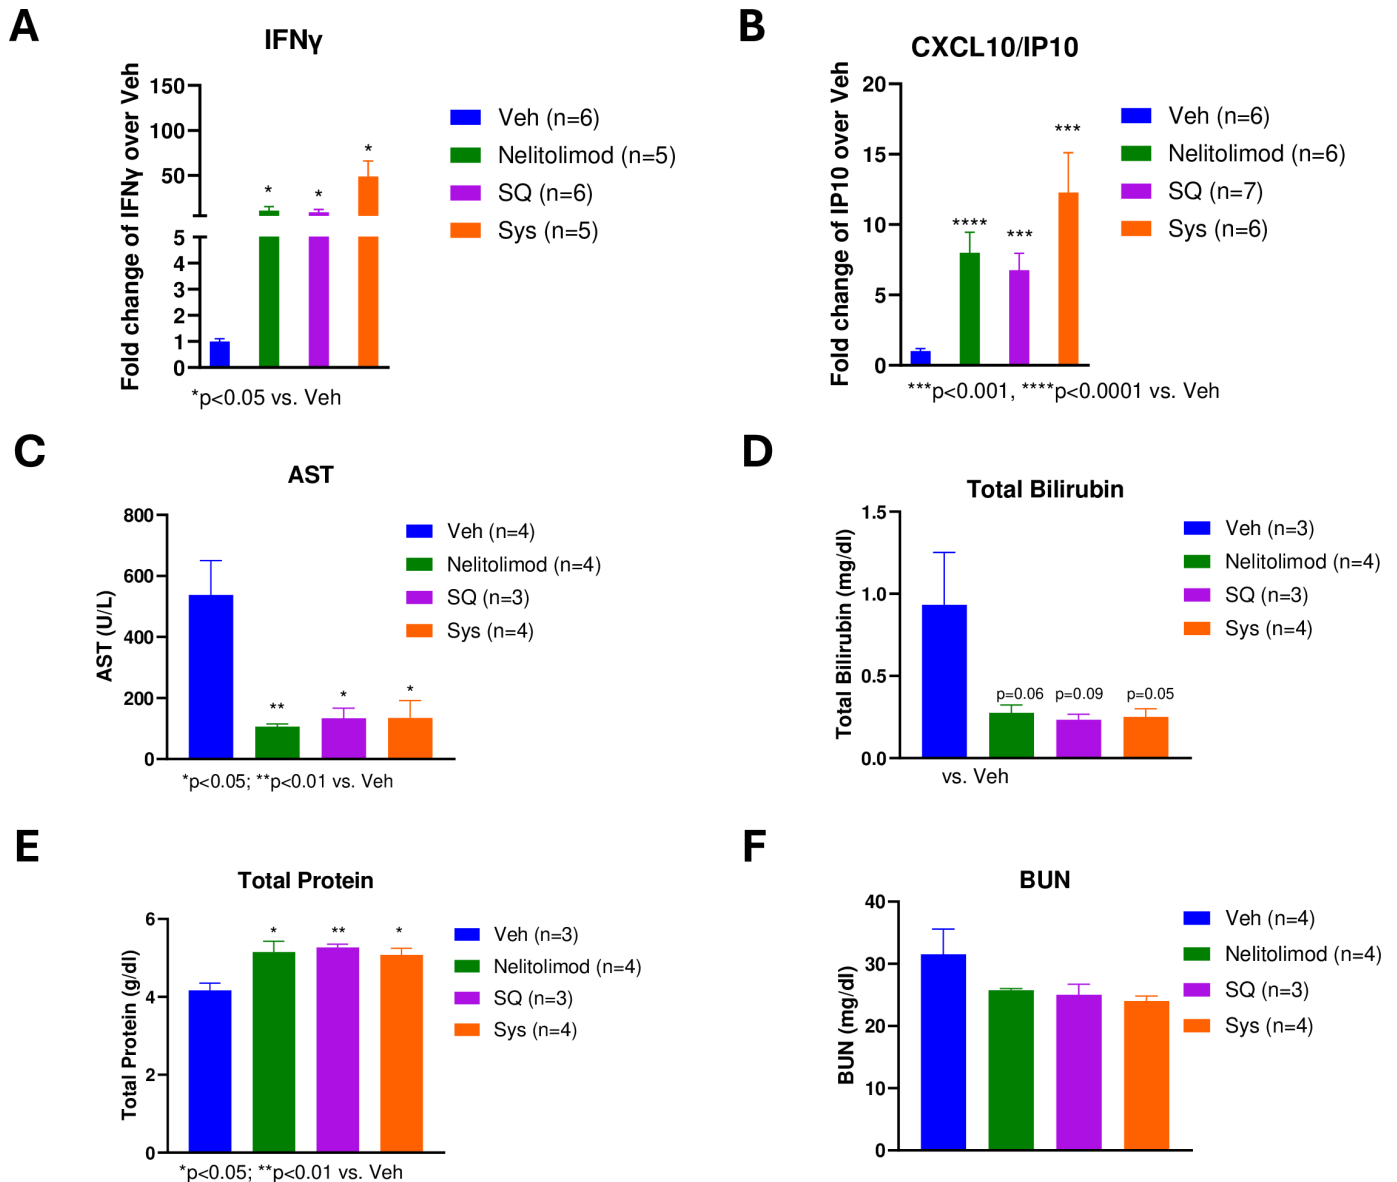 A
IFNγ
Fold change of IFNγ over Veh
150
100
50
5
4
3
2
1
0
*
*
*
Veh (n=6)
Nelitolimod (n=5)
SQ (n=6)
Sys (n=5)
*p<0.05 vs. Veh
B
CXCL10/IP10
Fold change of IP10 over Veh
20
15
10
5
0
****
***
***
Veh (n=6)
Nelitolimod (n=6)
SQ (n=7)
Sys (n=6)
***p<0.001, ****p<0.0001 vs. Veh
C
AST
AST (U/L)
800
600
400
200
0
**
*
*
Veh (n=4)
Nelitolimod (n=4)
SQ (n=3)
Sys (n=4)
*p<0.05; **p<0.01 vs. Veh
D
Total Bilirubin
Total Bilirubin (mg/dl)
1.5
1.0
0.5
0.0
p=0.06 p=0.09 p=0.05
Veh (n=3)
Nelitolimod (n=4)
SQ (n=3)
Sys (n=4)
vs. Veh
E
Total Protein
Total Protein (g/dl)
6
4
2
0
*
**
*
Veh (n=3)
Nelitolimod (n=4)
SQ (n=3)
Sys (n=4)
*p<0.05; **p<0.01 vs. Veh
F
BUN
BUN (mg/dl)
40
30
20
10
0
Veh (n=4)
Nelitolimod (n=4)
SQ (n=3)
Sys (n=4)